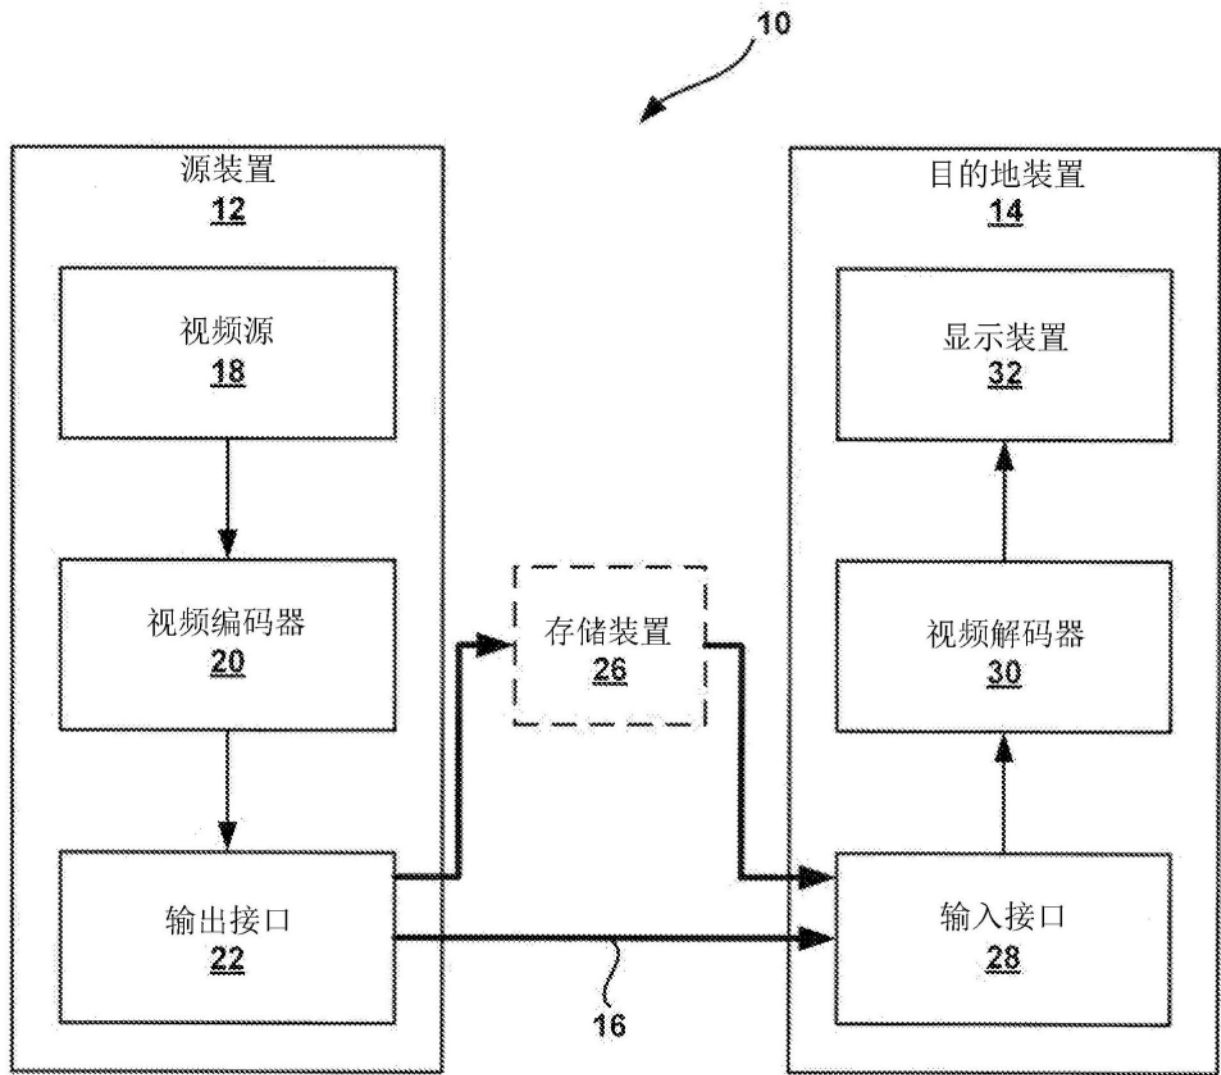 10
源装置
12
视频源
18
视频编码器
20
输出接口
22
存储装置
26
16
目的地装置
14
显示装置
32
视频解码器
30
输入接口
28